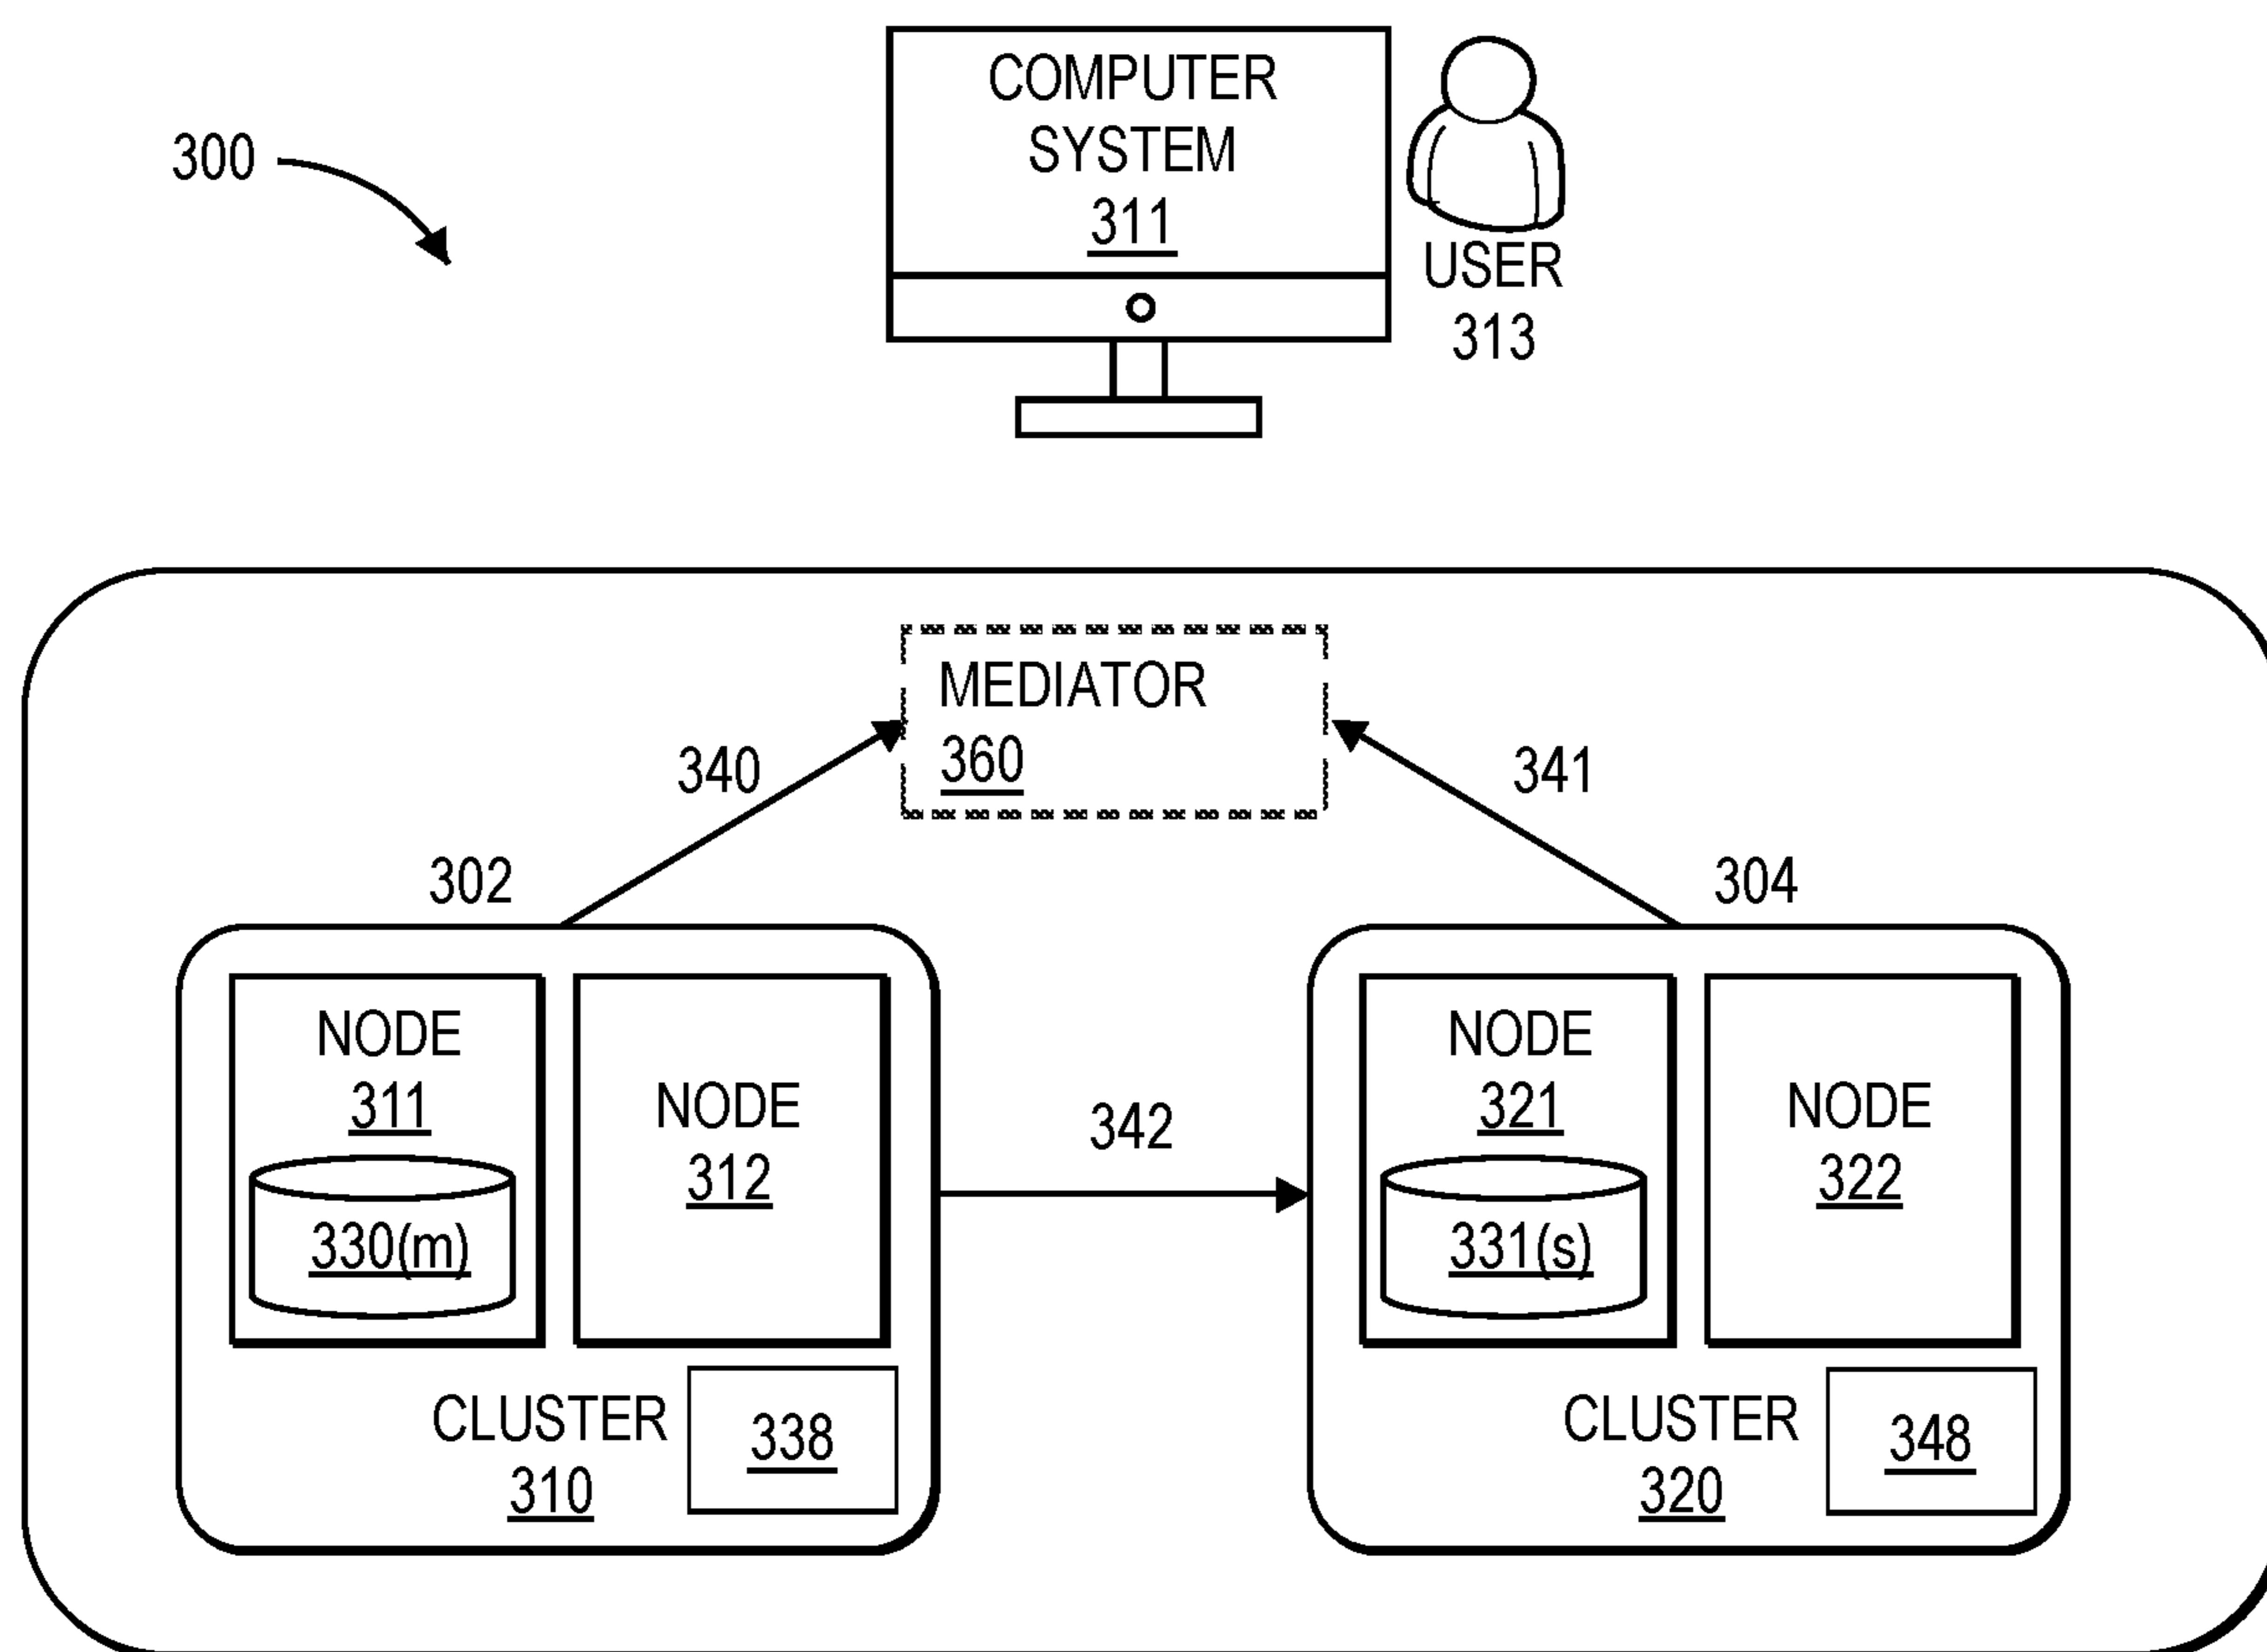 300
COMPUTER
SYSTEM
311
USER
313
MEDIATOR
360
340
341
302
304
NODE
311
330(m)
NODE
312
CLUSTER
310
338
342
NODE
321
331(s)
NODE
322
CLUSTER
320
348